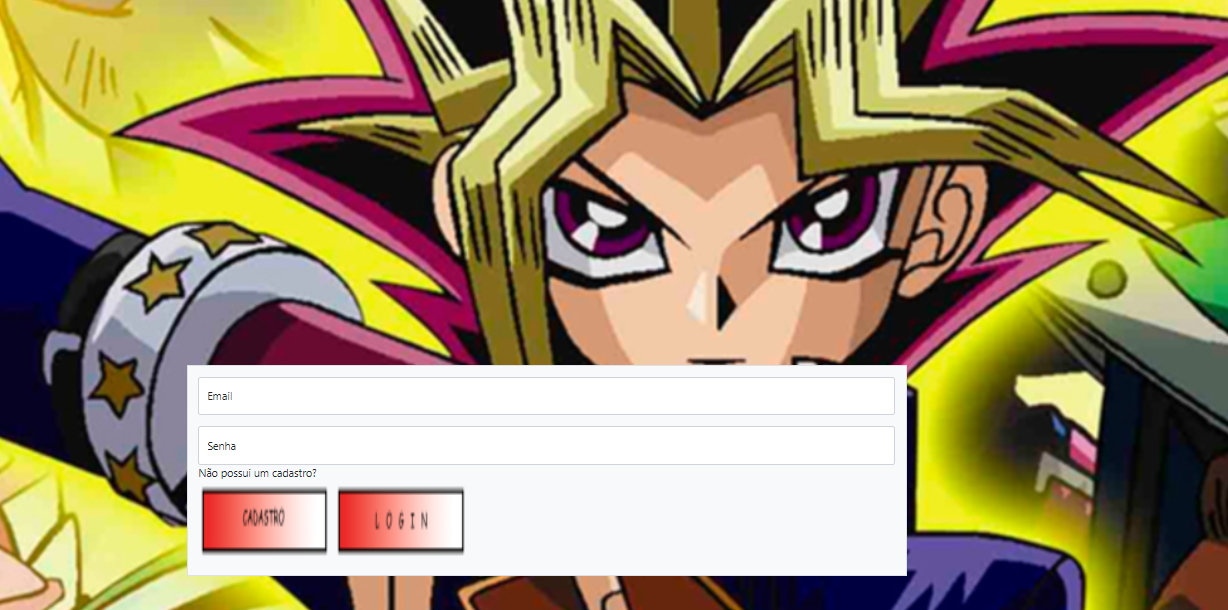 Email
Senha
Não possui um cadastro?
CADASTRO LOGIN